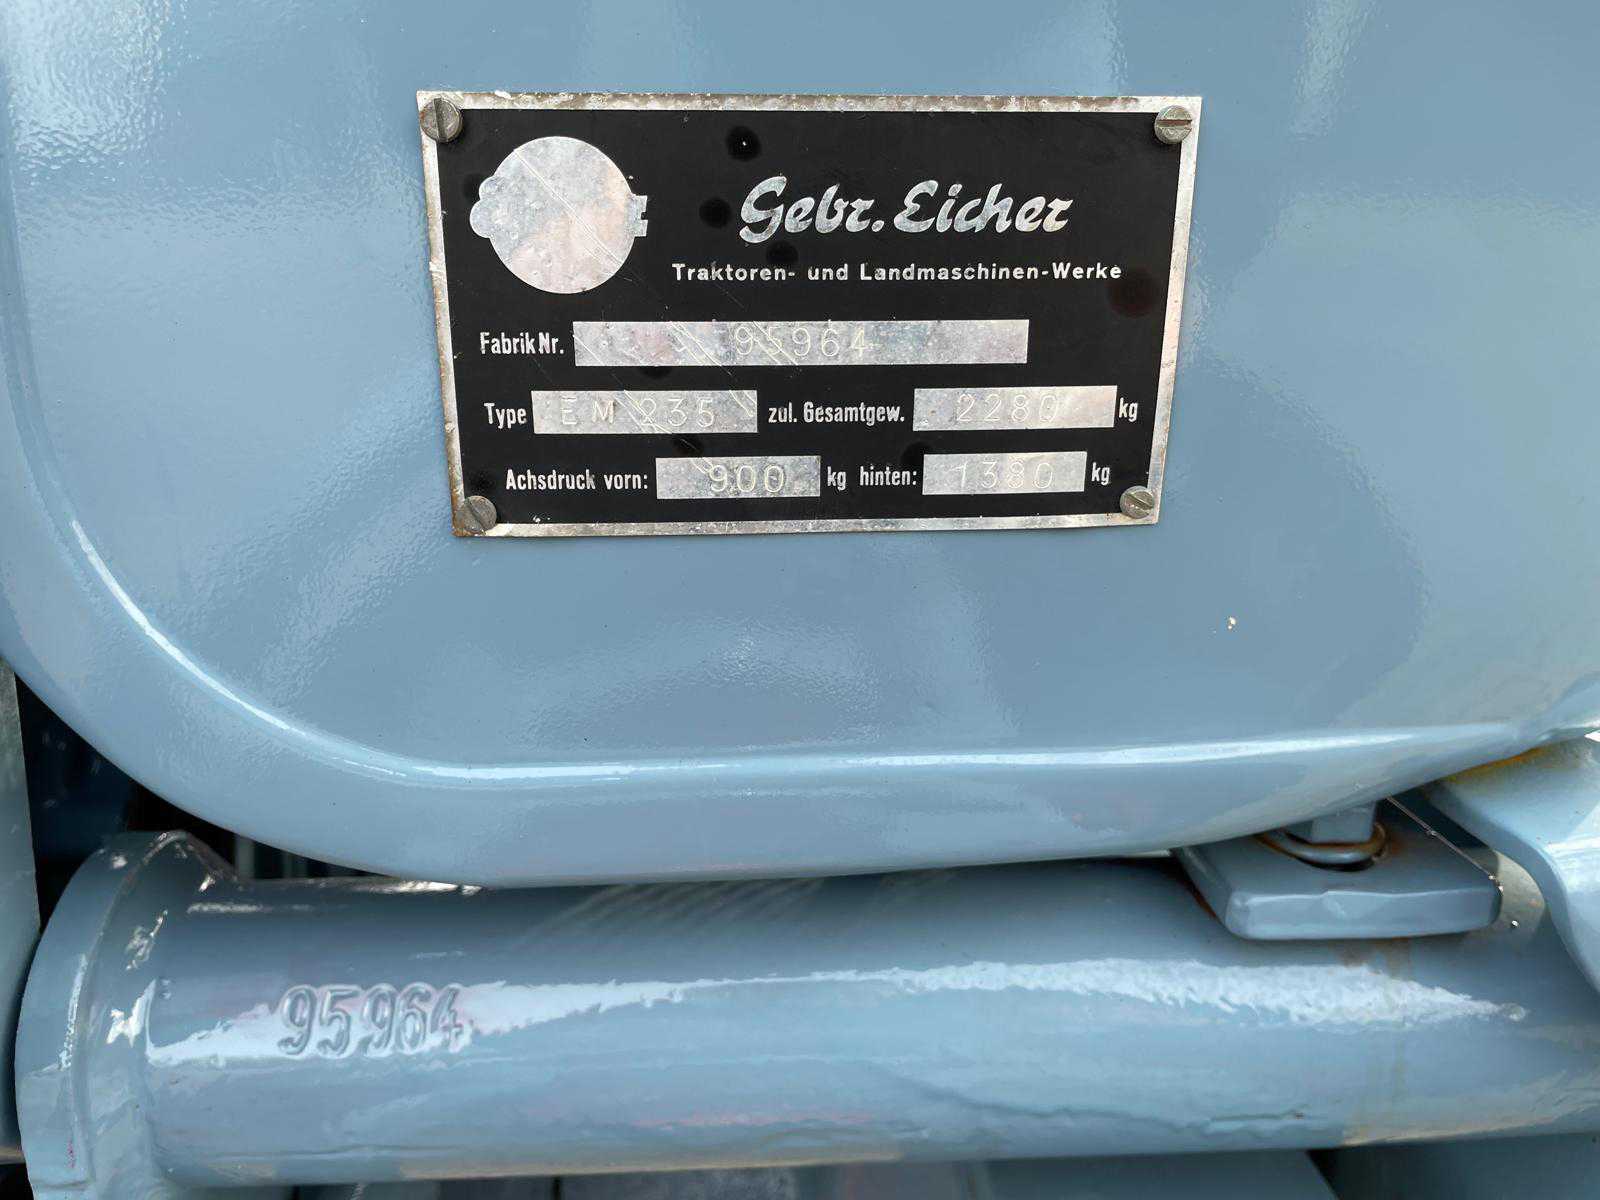 Gebr. Eicher
Traktoren- und Landmaschinen-Werke
Fabrik Nr. 95964
Type EM 235 zul. Gesamtgew. 2280 kg
Achsdruck vorn: 900 kg hinten: 1380 kg
95964